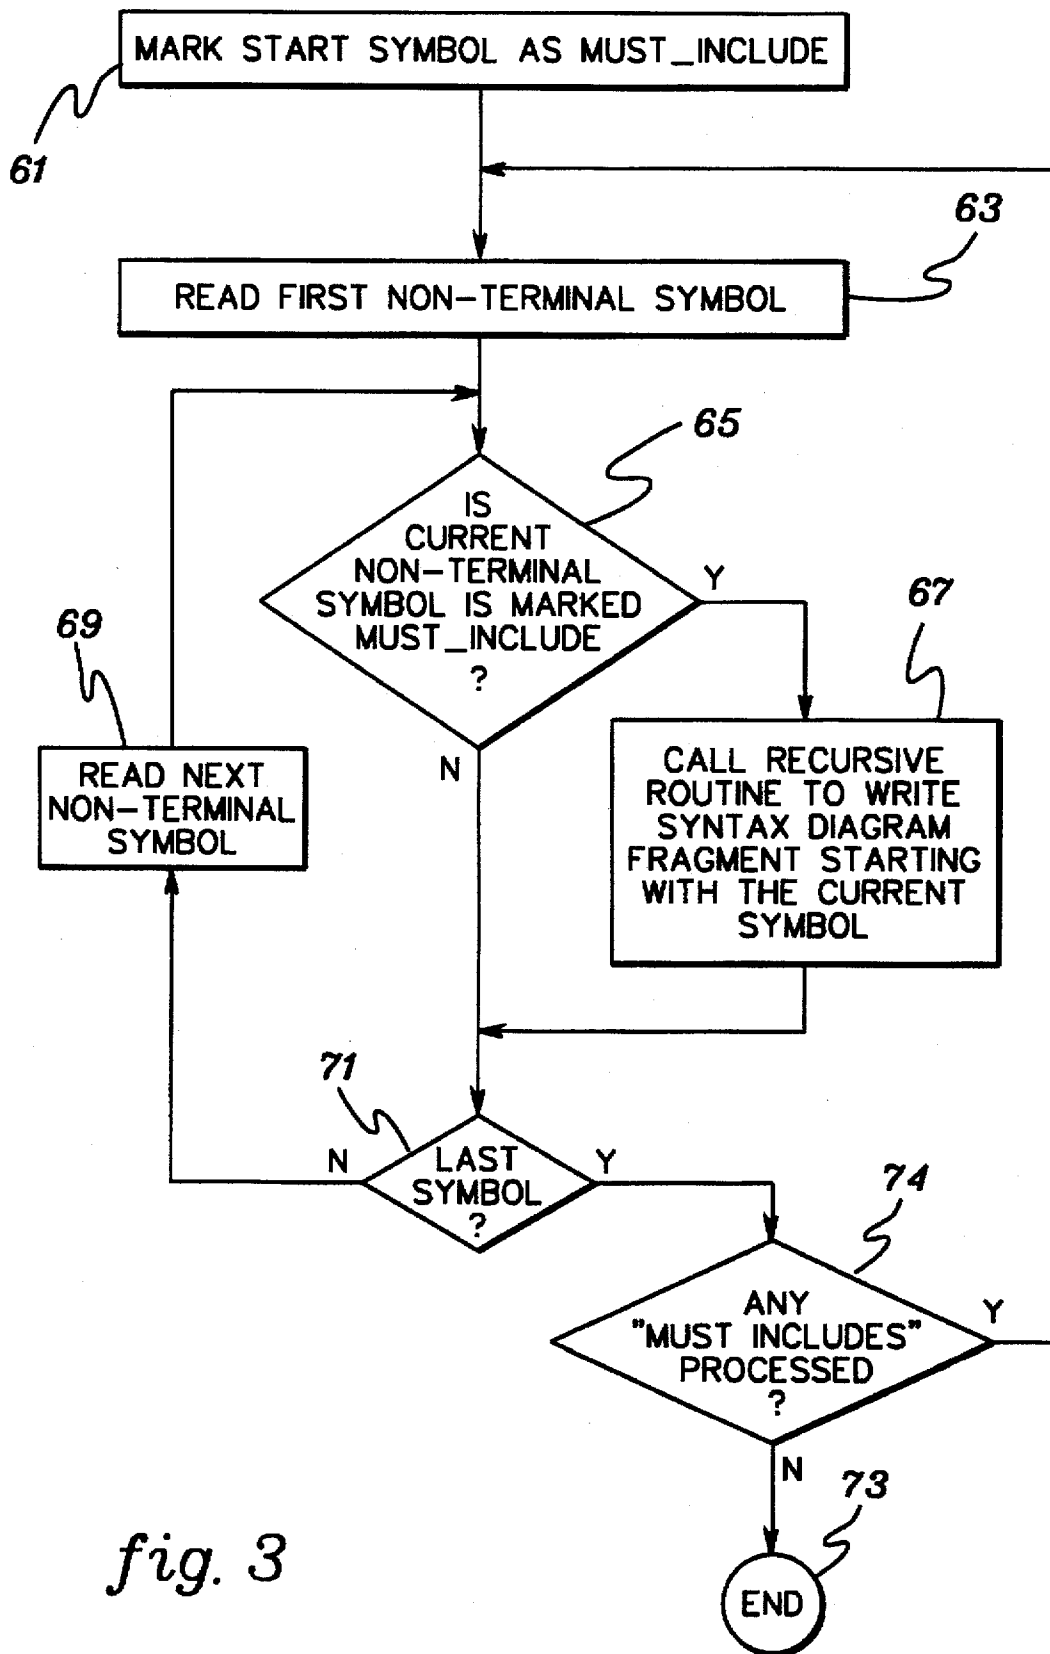 MARK START SYMBOL AS MUST_INCLUDE
61
63
READ FIRST NON-TERMINAL SYMBOL
65
IS
CURRENT
NON-TERMINAL
SYMBOL IS MARKED
MUST_INCLUDE
?
Y
N
67
CALL RECURSIVE
ROUTINE TO WRITE
SYNTAX DIAGRAM
FRAGMENT STARTING
WITH THE CURRENT
SYMBOL
69
READ NEXT
NON-TERMINAL
SYMBOL
71
N
LAST
SYMBOL
?
Y
74
ANY
"MUST INCLUDES"
PROCESSED
?
Y
N
73
END
fig. 3